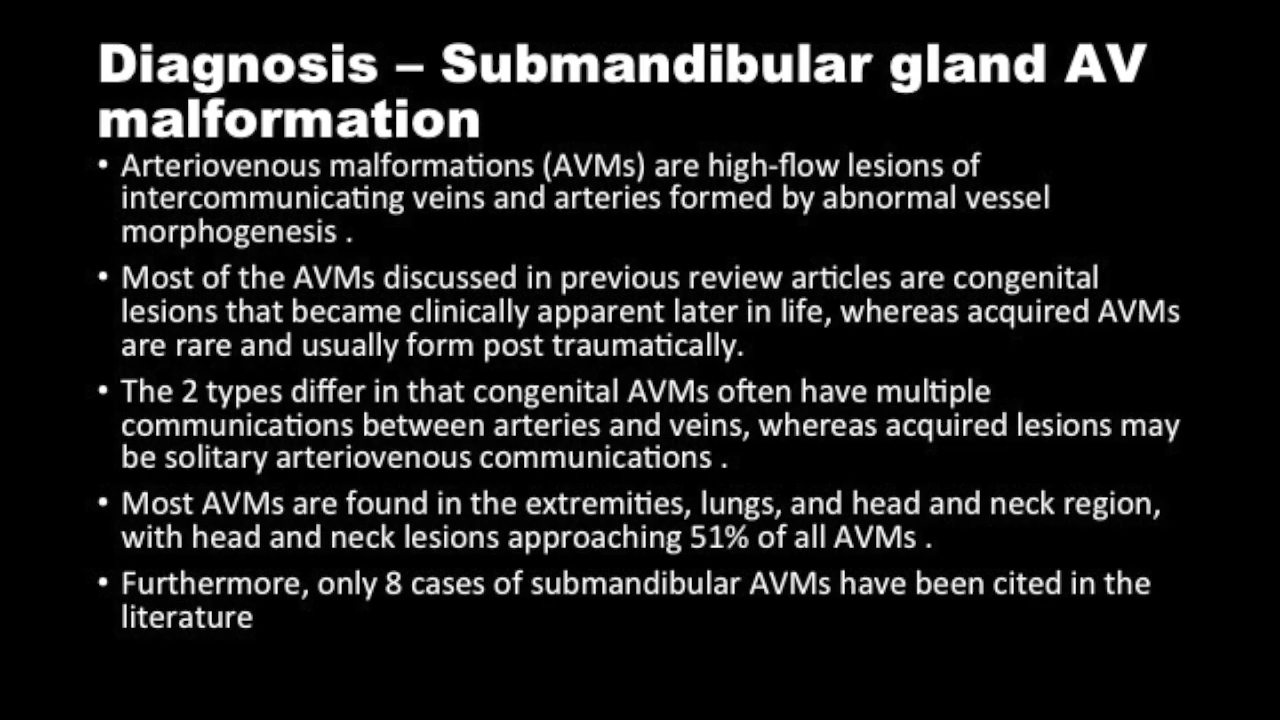 Diagnosis – Submandibular gland AV
malformation
• Arteriovenous malformations (AVMs) are high-flow lesions of
intercommunicating veins and arteries formed by abnormal vessel
morphogenesis .
• Most of the AVMs discussed in previous review articles are congenital
lesions that became clinically apparent later in life, whereas acquired AVMs
are rare and usually form post traumatically.
• The 2 types differ in that congenital AVMs often have multiple
communications between arteries and veins, whereas acquired lesions may
be solitary arteriovenous communications .
• Most AVMs are found in the extremities, lungs, and head and neck region,
with head and neck lesions approaching 51% of all AVMs .
• Furthermore, only 8 cases of submandibular AVMs have been cited in the
literature